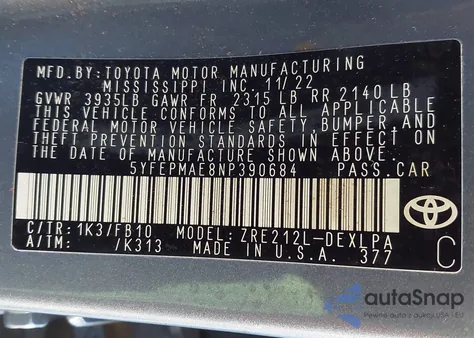 MFD.BY: TOYOTA MOTOR MANUFACTURING
MISSISSIPPI INC. 11/22
GVWR 3935LB GAWR FR 2315 LB RR 2140 LB
THIS VEHICLE CONFORMS TO ALL APPLICABLE
FEDERAL MOTOR VEHICLE SAFETY, BUMPER AND
THEFT PREVENTION STANDARDS IN EFFECT ON
THE DATE OF MANUFACTURE SHOWN ABOVE.
5YFEPMAE8NP390684 PASS.CAR
C/TR: 1K3/FB10 MODEL: ZRE212L-DEXLPA
A/TM: /K313 MADE IN U.S.A. 377
C
autoSnap